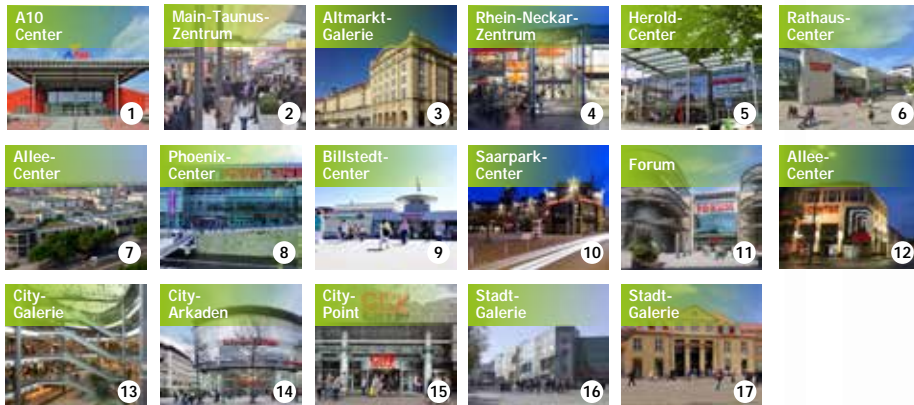 A10
Center
1
Main-Taunus-
Zentrum
2
Altmarkt-
Galerie
3
Rhein-Neckar-
Zentrum
4
Herold-
Center
5
Rathaus-
Center
6
Allee-
Center
7
Phoenix-
Center
8
Billstedt-
Center
9
Saarpark-
Center
10
Forum
FORUM
11
Allee-
Center
12
City-
Galerie
13
City-
Arkaden
14
City-
Point
CITY
15
Stadt-
Galerie
16
Stadt-
Galerie
17